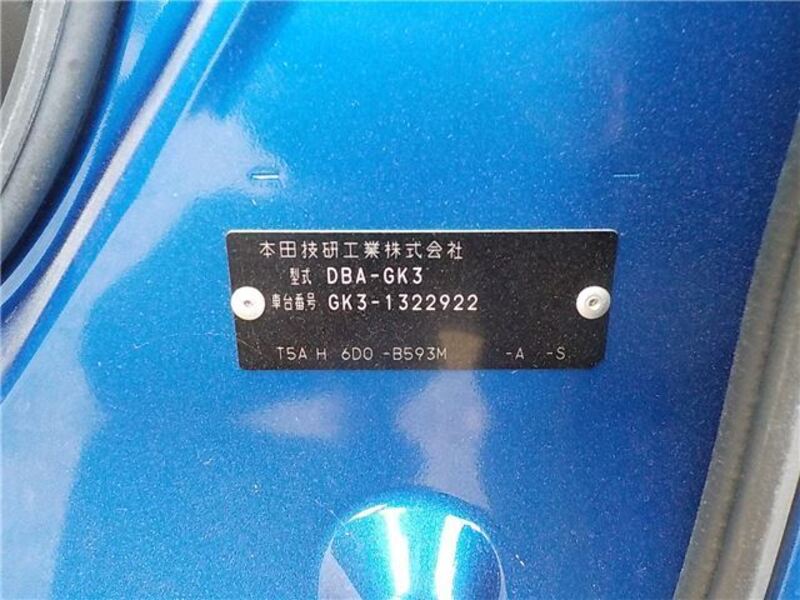 本田技研工業株式会社
型式 DBA-GK3
車台番号 GK3-1322922
T5A H 6D0 -B593M -A -S